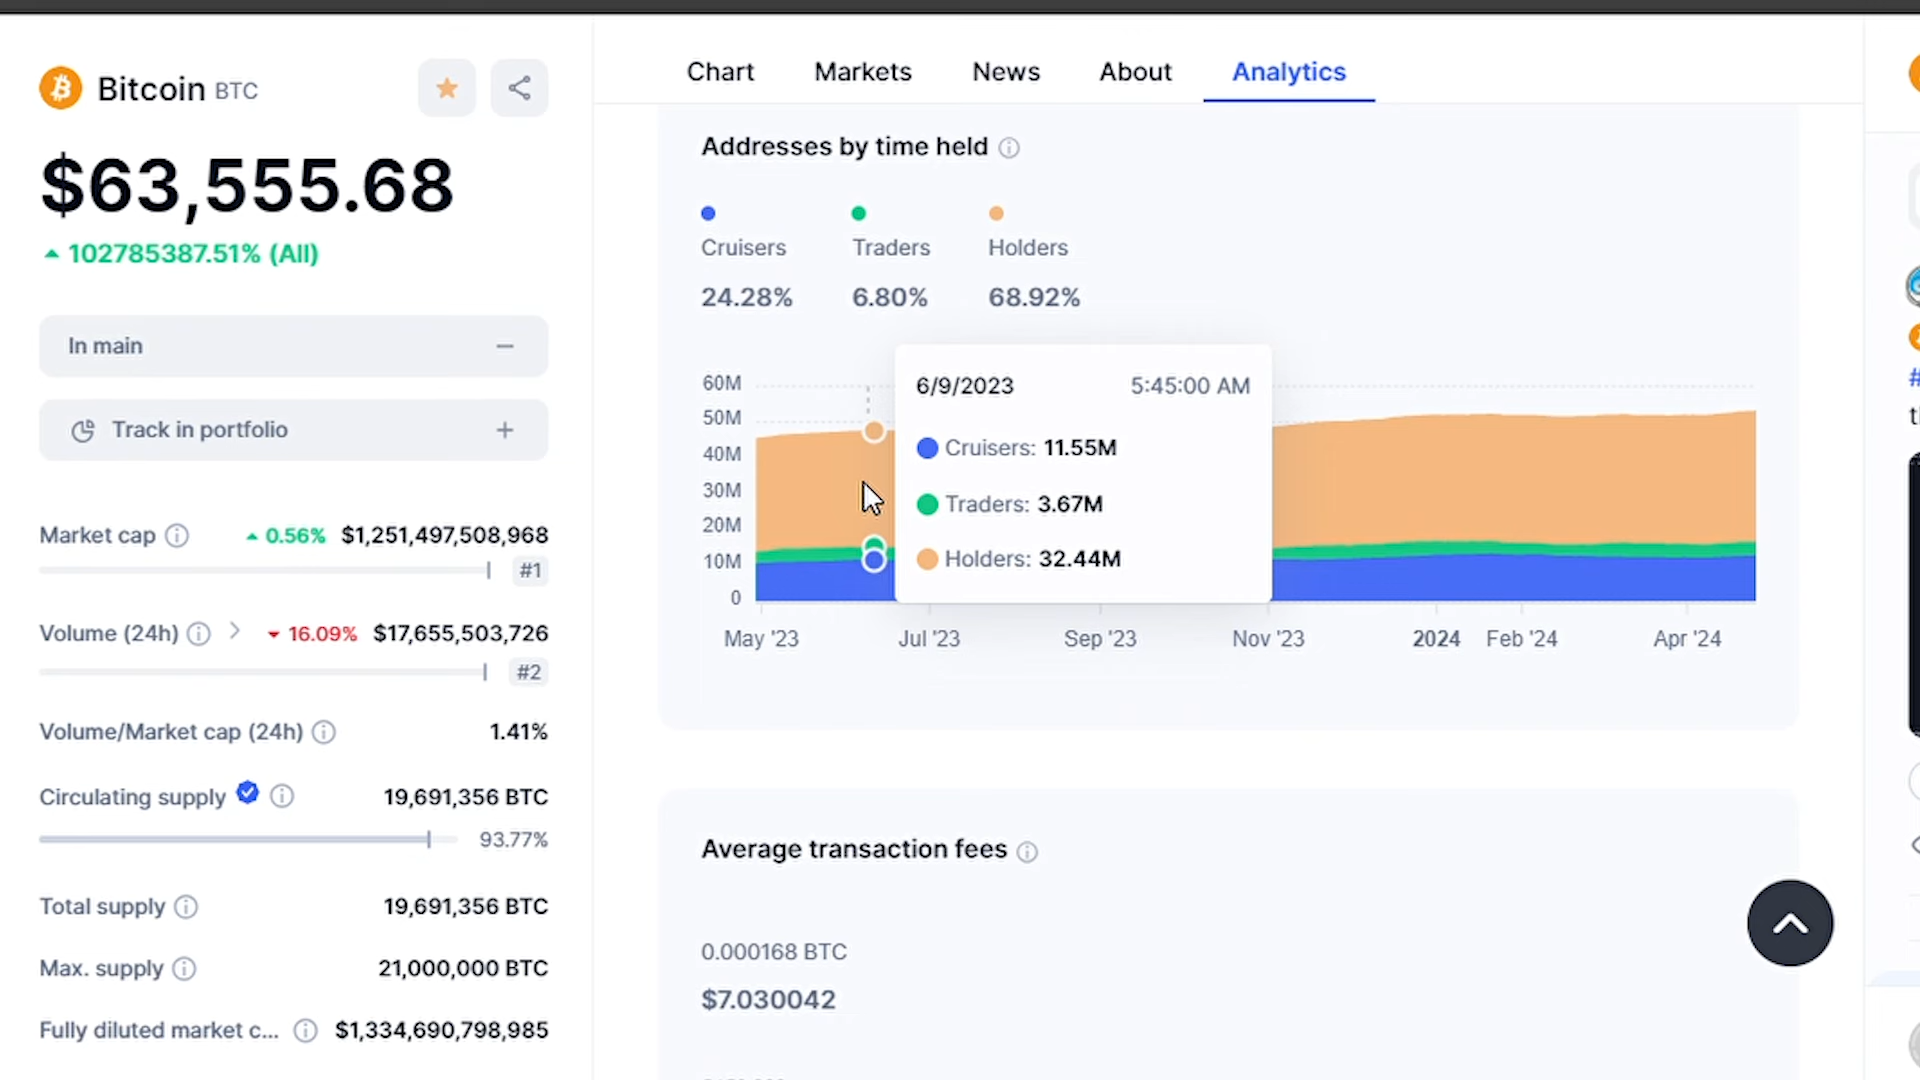 Bitcoin BTC
$63,555.68
102785387.51% (All)
In main
Track in portfolio
Market cap 0.56% $1,251,497,508,968
#1
Volume (24h) 16.09% $17,655,503,726
#2
Volume/Market cap (24h) 1.41%
Circulating supply 19,691,356 BTC
93.77%
Total supply 19,691,356 BTC
Max. supply 21,000,000 BTC
Fully diluted market c... $1,334,690,798,985
Chart Markets News About Analytics
Addresses by time held
Cruisers Traders Holders
24.28% 6.80% 68.92%
60M
50M
40M
30M
20M
10M
0
6/9/2023 5:45:00 AM
Cruisers: 11.55M
Traders: 3.67M
Holders: 32.44M
May '23 Jul '23 Sep '23 Nov '23 2024 Feb '24 Apr '24
Average transaction fees
0.000168 BTC
$7.030042
#